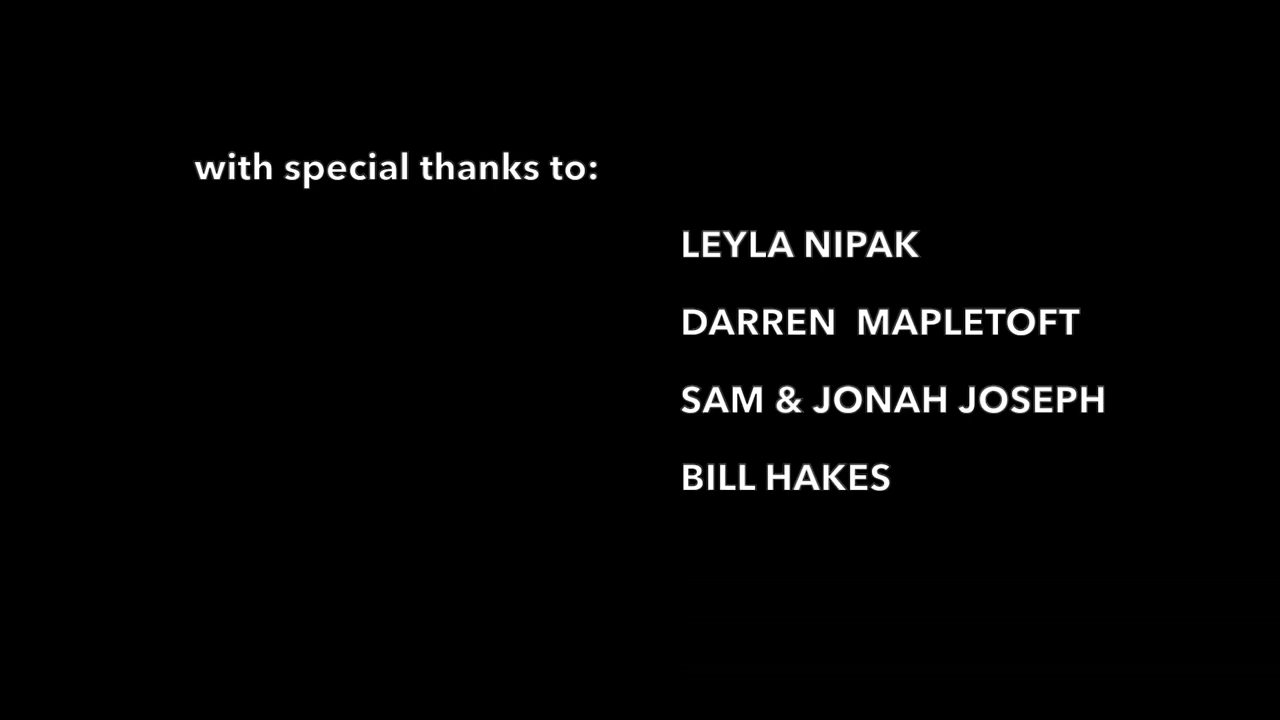 with special thanks to:
LEYLA NIPAK
DARREN  MAPLETOFT
SAM & JONAH JOSEPH
BILL HAKES